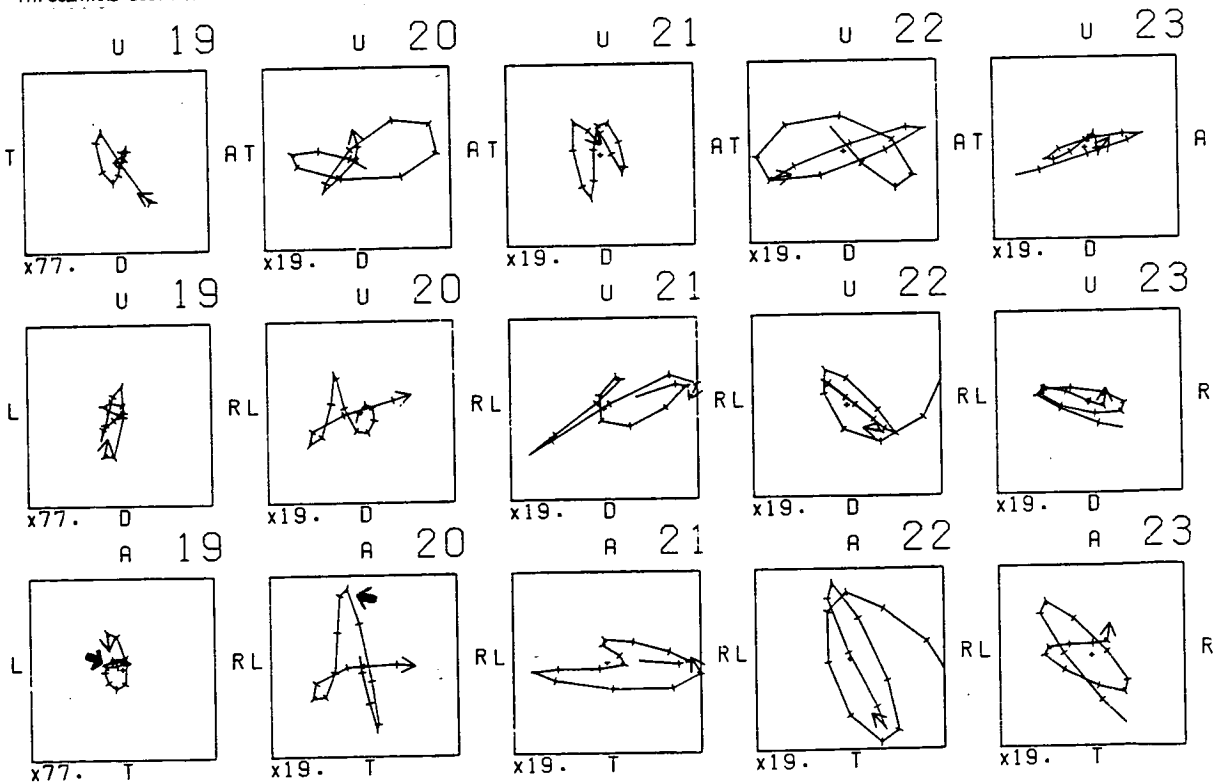 U 19 U 20 U 21 U 22 U 23
T AT AT AT AT A
x77. D x19. D x19. D x19. D x19. D
U 19 U 20 U 21 U 22 U 23
L RL RL RL RL R
x77. D x19. D x19. D x19. D x19. D
A 19 A 20 A 21 A 22 A 23
L RL RL RL RL R
x77. T x19. T x19. T x19. T x19. T